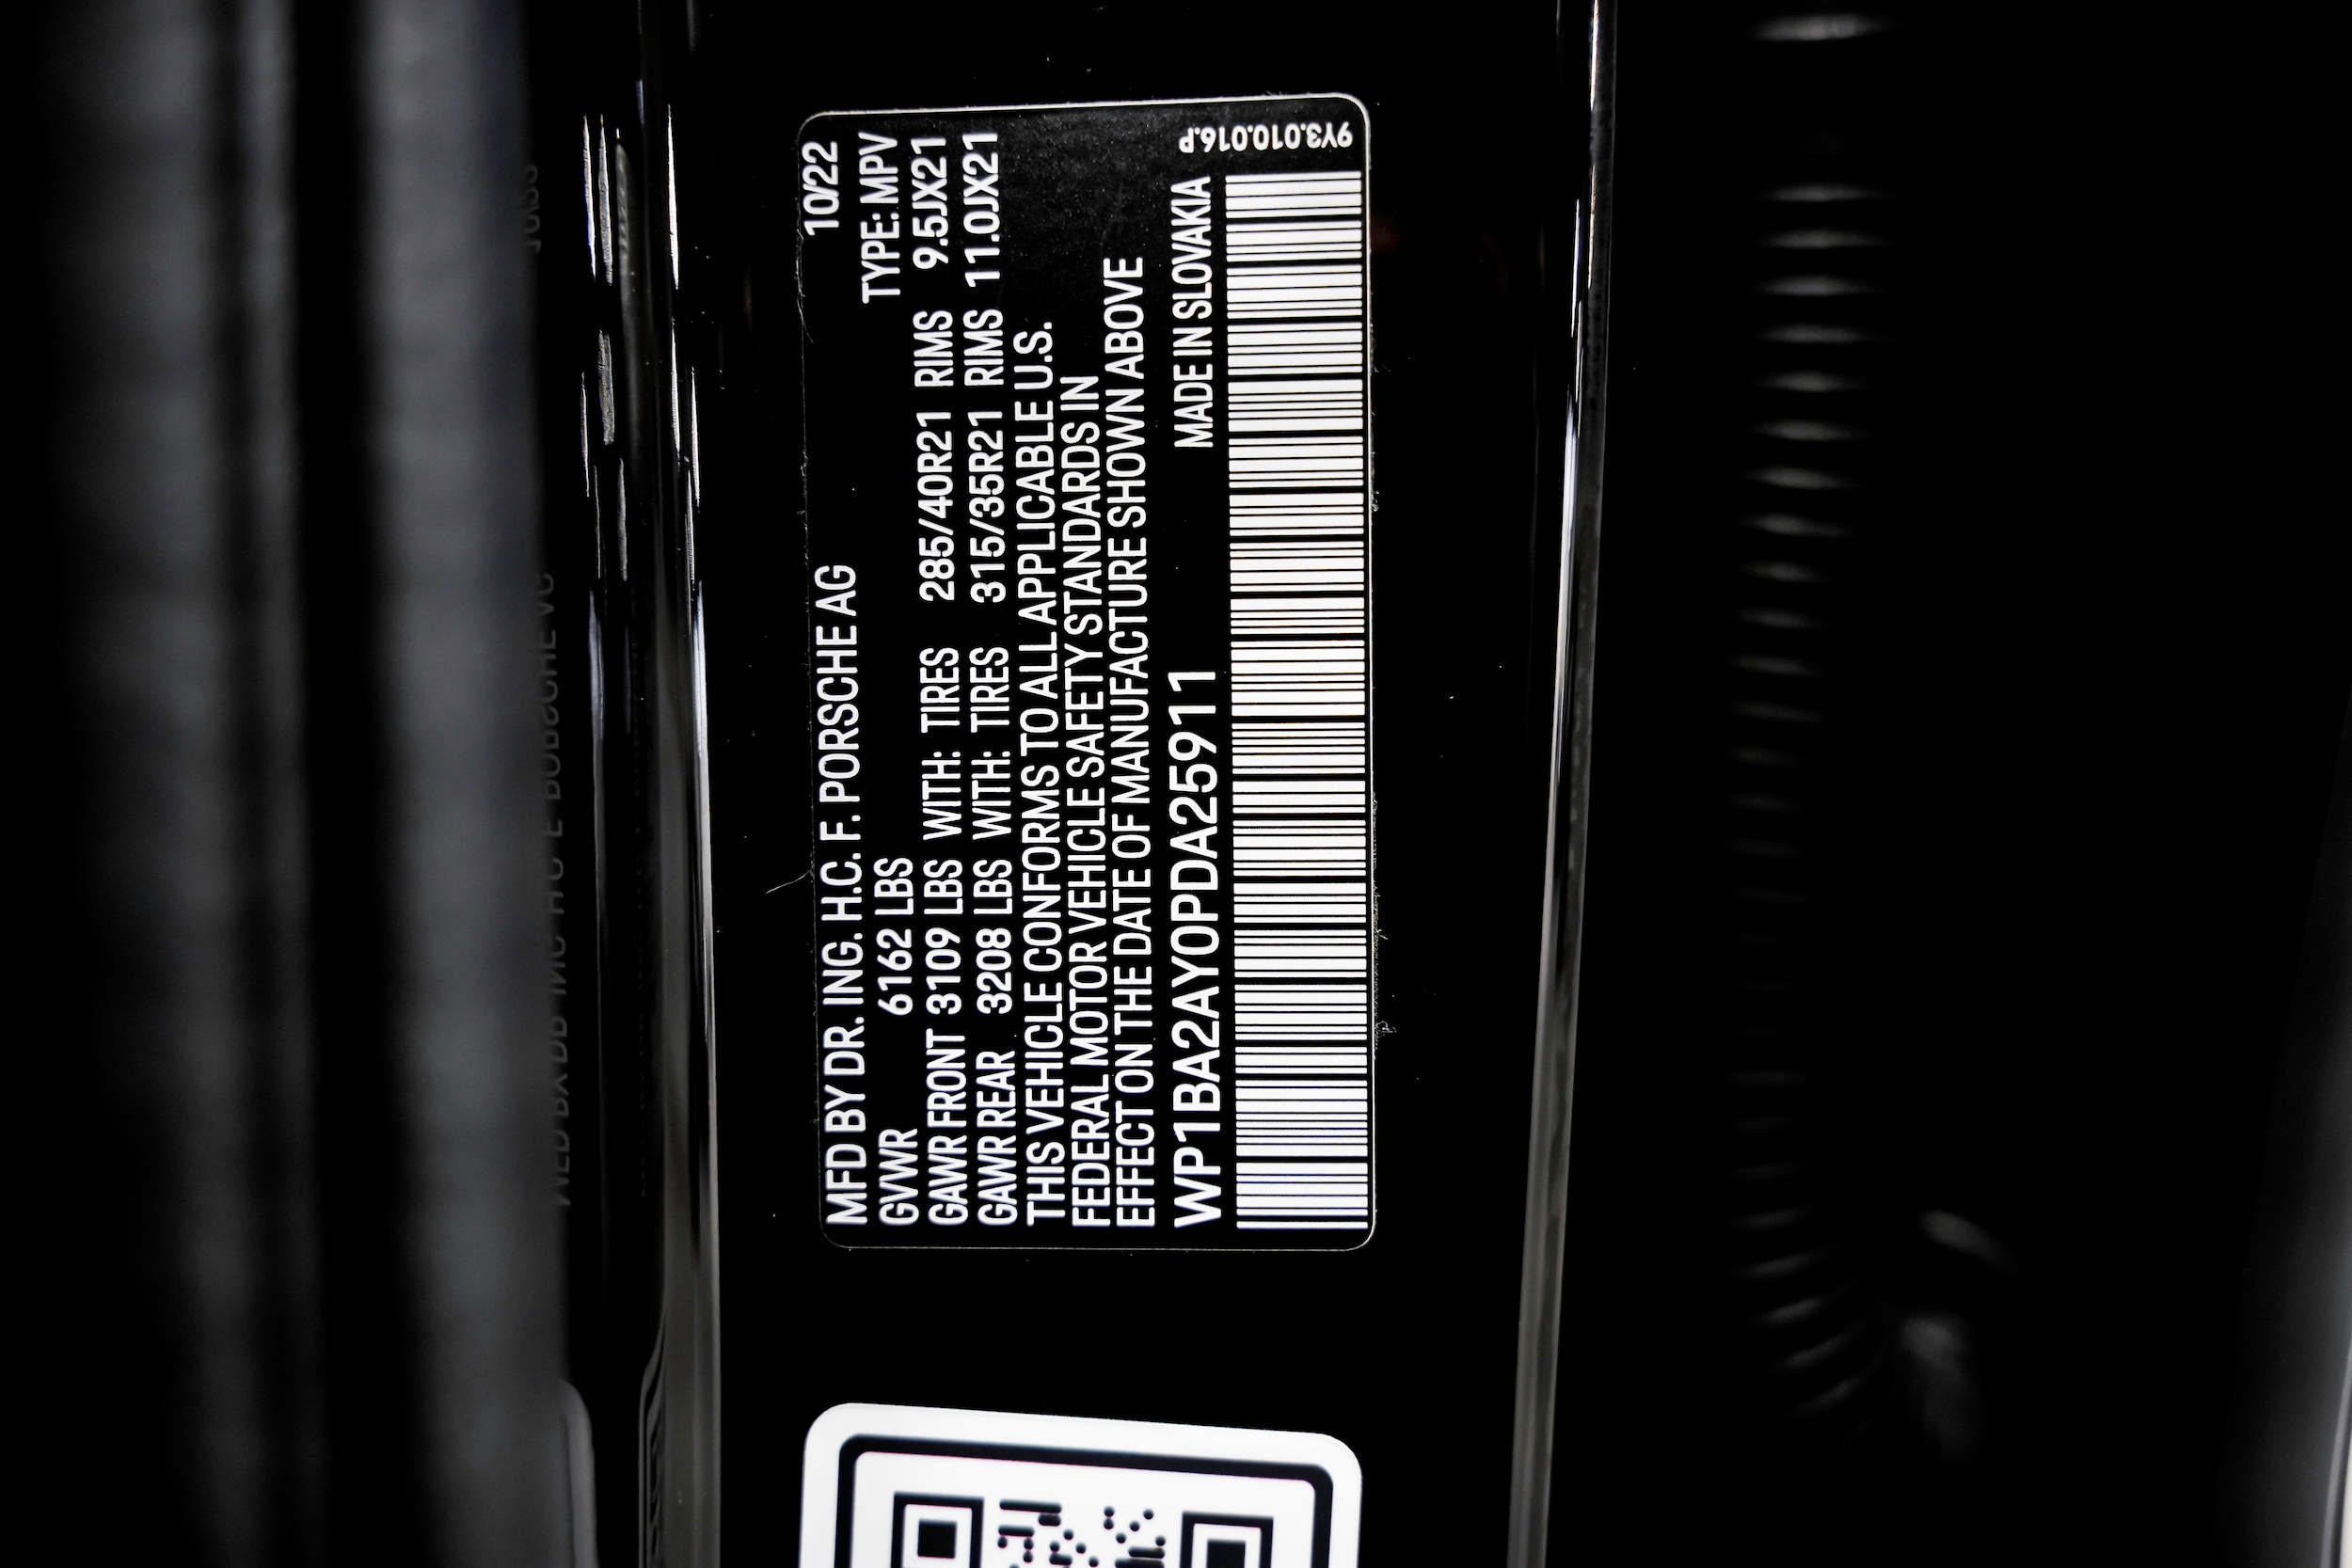 MFD BY DR. ING. H.C. F. PORSCHE AG 10/22
GVWR 6162 LBS TYPE: MPV
GAWR FRONT 3109 LBS WITH: TIRES 285/40R21 RIMS 9.5JX21
GAWR REAR 3208 LBS WITH: TIRES 315/35R21 RIMS 11.0JX21
THIS VEHICLE CONFORMS TO ALL APPLICABLE U.S.
FEDERAL MOTOR VEHICLE SAFETY STANDARDS IN
EFFECT ON THE DATE OF MANUFACTURE SHOWN ABOVE
WP1BA2AY0PDA25911 MADE IN SLOVAKIA
9Y3.010.016.P